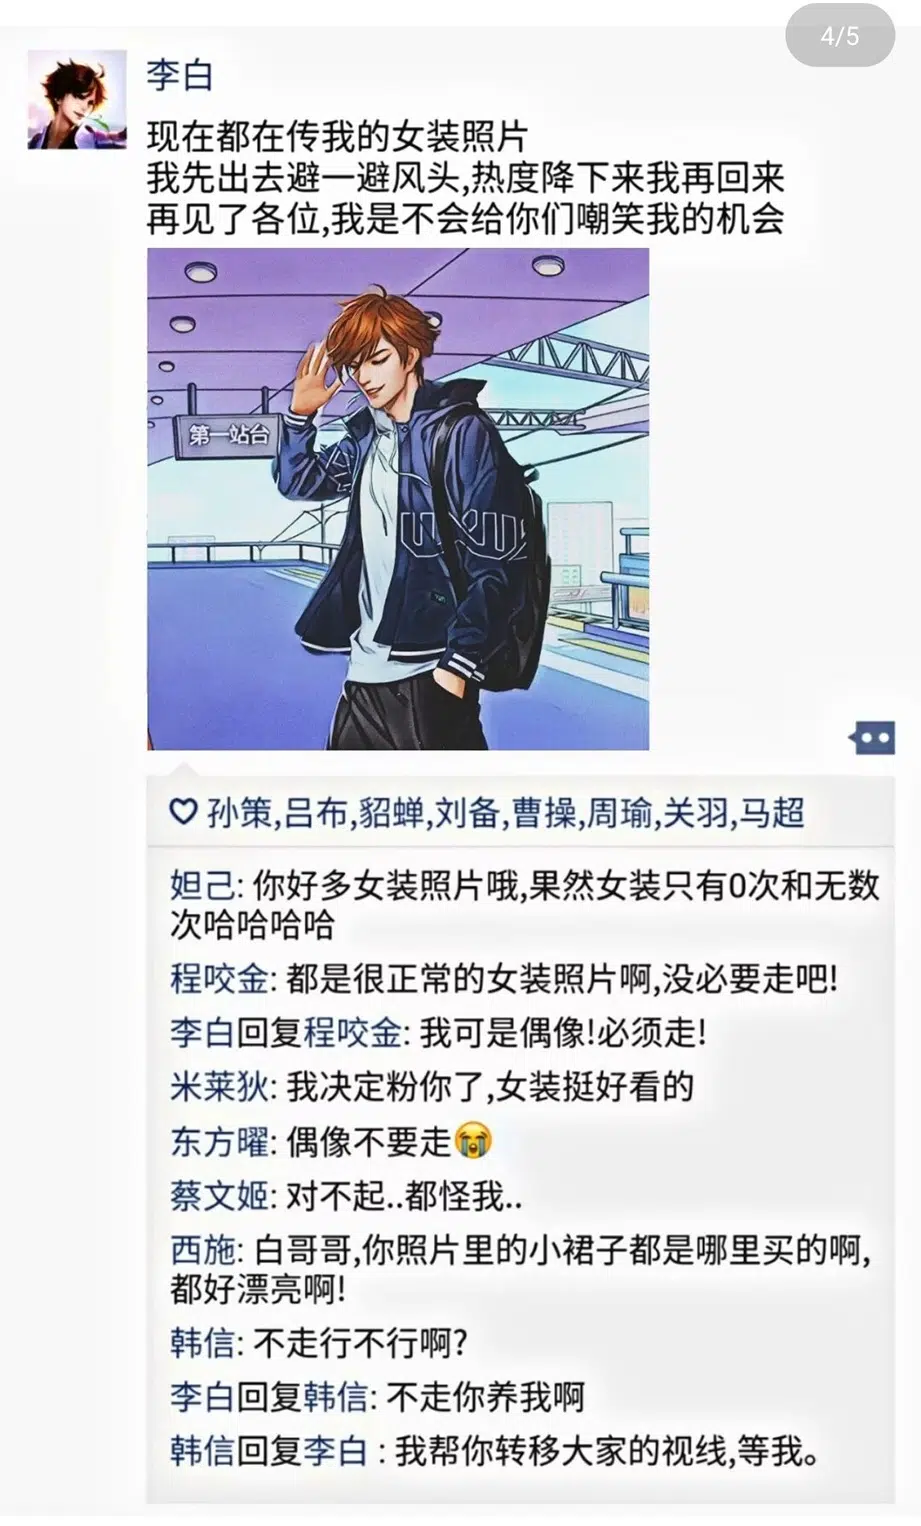 4/5
李白
现在都在传我的女装照片
我先出去避一避风头,热度降下来我再回来
再见了各位,我是不会给你们嘲笑我的机会
第一站台
孙策,吕布,貂蝉,刘备,曹操,周瑜,关羽,马超
妲己: 你好多女装照片哦,果然女装只有0次和无数
次哈哈哈哈
程咬金: 都是很正常的女装照片啊,没必要走吧!
李白回复程咬金: 我可是偶像!必须走!
米莱狄: 我决定粉你了,女装挺好看的
东方曜: 偶像不要走😭
蔡文姬: 对不起..都怪我..
西施: 白哥哥,你照片里的小裙子都是哪里买的啊,
都好漂亮啊!
韩信: 不走行不行啊?
李白回复韩信: 不走你养我啊
韩信回复李白 : 我帮你转移大家的视线,等我。